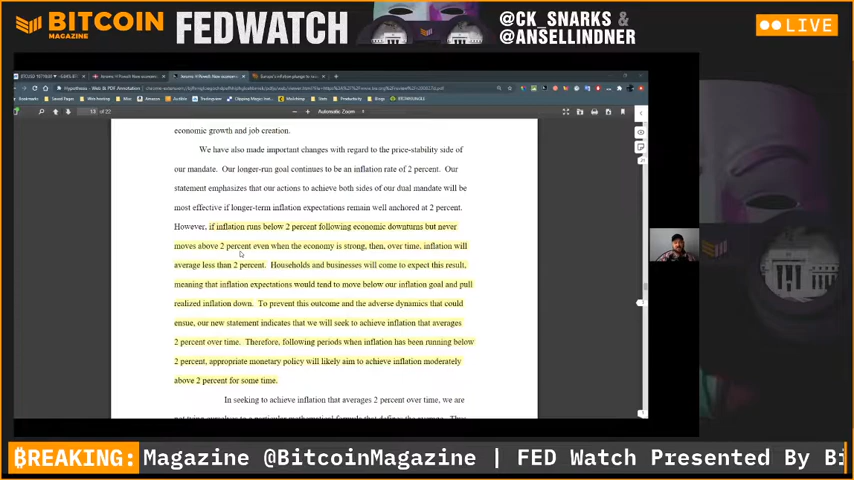 BITCOIN
MAGAZINE
FEDWATCH
@CK_SNARKS &
@ANSELLINDNER
LIVE
Automatic Zoom
13 of 22
economic growth and job creation.
We have also made important changes with regard to the price-stability side of
our mandate. Our longer-run goal continues to be an inflation rate of 2 percent. Our
statement emphasizes that our actions to achieve both sides of our dual mandate will be
most effective if longer-term inflation expectations remain well anchored at 2 percent.
However, if inflation runs below 2 percent following economic downturns but never
moves above 2 percent even when the economy is strong, then, over time, inflation will
average less than 2 percent. Households and businesses will come to expect this result,
meaning that inflation expectations would tend to move below our inflation goal and pull
realized inflation down. To prevent this outcome and the adverse dynamics that could
ensue, our new statement indicates that we will seek to achieve inflation that averages
2 percent over time. Therefore, following periods when inflation has been running below
2 percent, appropriate monetary policy will likely aim to achieve inflation moderately
above 2 percent for some time.
In seeking to achieve inflation that averages 2 percent over time, we are
₿REAKING: Magazine @BitcoinMagazine | FED Watch Presented By Bi